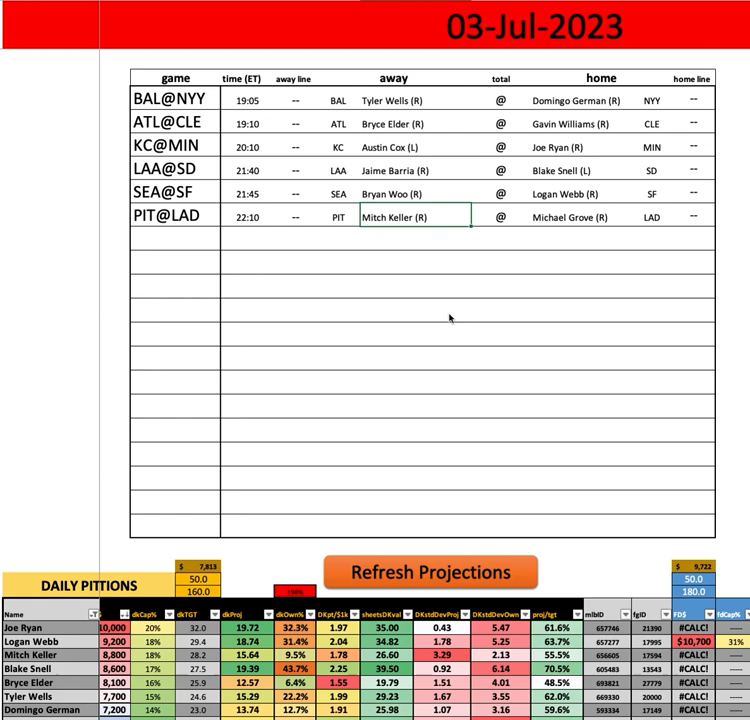 03-Jul-2023
game time (ET) away line away total home home line
BAL@NYY 19:05 -- BAL Tyler Wells (R) @ Domingo German (R) NYY --
ATL@CLE 19:10 -- ATL Bryce Elder (R) @ Gavin Williams (R) CLE --
KC@MIN 20:10 -- KC Austin Cox (L) @ Joe Ryan (R) MIN --
LAA@SD 21:40 -- LAA Jaime Barria (R) @ Blake Snell (L) SD --
SEA@SF 21:45 -- SEA Bryan Woo (R) @ Logan Webb (R) SF --
PIT@LAD 22:10 -- PIT Mitch Keller (R) @ Michael Grove (R) LAD --
$ 7,813 Refresh Projections $ 9,722
DAILY PITTIONS 50.0 50.0
160.0 180.0
Name dkCap% dkTGT dkProj dkOwn% DKpt/$1k sheetsDKval DKstdDevProj DKstdDevOwn proj/tgt mlbID fgID FD$ fdCap%
Joe Ryan 10,000 20% 32.0 19.72 32.3% 1.97 35.00 0.43 5.47 61.6% 657746 21390 #CALC! -----
Logan Webb 9,200 18% 29.4 18.74 31.4% 2.04 34.82 1.78 5.25 63.7% 657277 17995 $10,700 31%
Mitch Keller 8,800 18% 28.2 15.64 9.5% 1.78 26.60 3.29 2.13 55.5% 656605 17594 #CALC! -----
Blake Snell 8,600 17% 27.5 19.39 43.7% 2.25 39.50 0.92 6.14 70.5% 605483 13543 #CALC! -----
Bryce Elder 8,100 16% 25.9 12.57 6.4% 1.55 19.79 1.51 4.01 48.5% 693821 27779 #CALC! -----
Tyler Wells 7,700 15% 24.6 15.29 22.2% 1.99 29.23 1.67 3.55 62.0% 669330 20000 #CALC! -----
Domingo German 7,200 14% 23.0 13.74 12.7% 1.91 25.98 1.07 3.16 59.6% 593334 17149 #CALC! -----